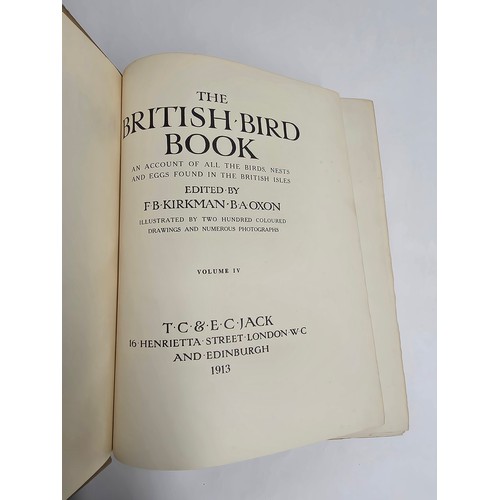 THE
BRITISH·BIRD
BOOK
AN ACCOUNT OF ALL THE BIRDS, NESTS
AND EGGS FOUND IN THE BRITISH ISLES
EDITED·BY
F·B·KIRKMAN·B·A·OXON
ILLUSTRATED BY TWO HUNDRED COLOURED
DRAWINGS AND NUMEROUS PHOTOGRAPHS
VOLUME IV
T·C·&·E·C·JACK
16·HENRIETTA·STREET·LONDON·W·C
AND·EDINBURGH
1913